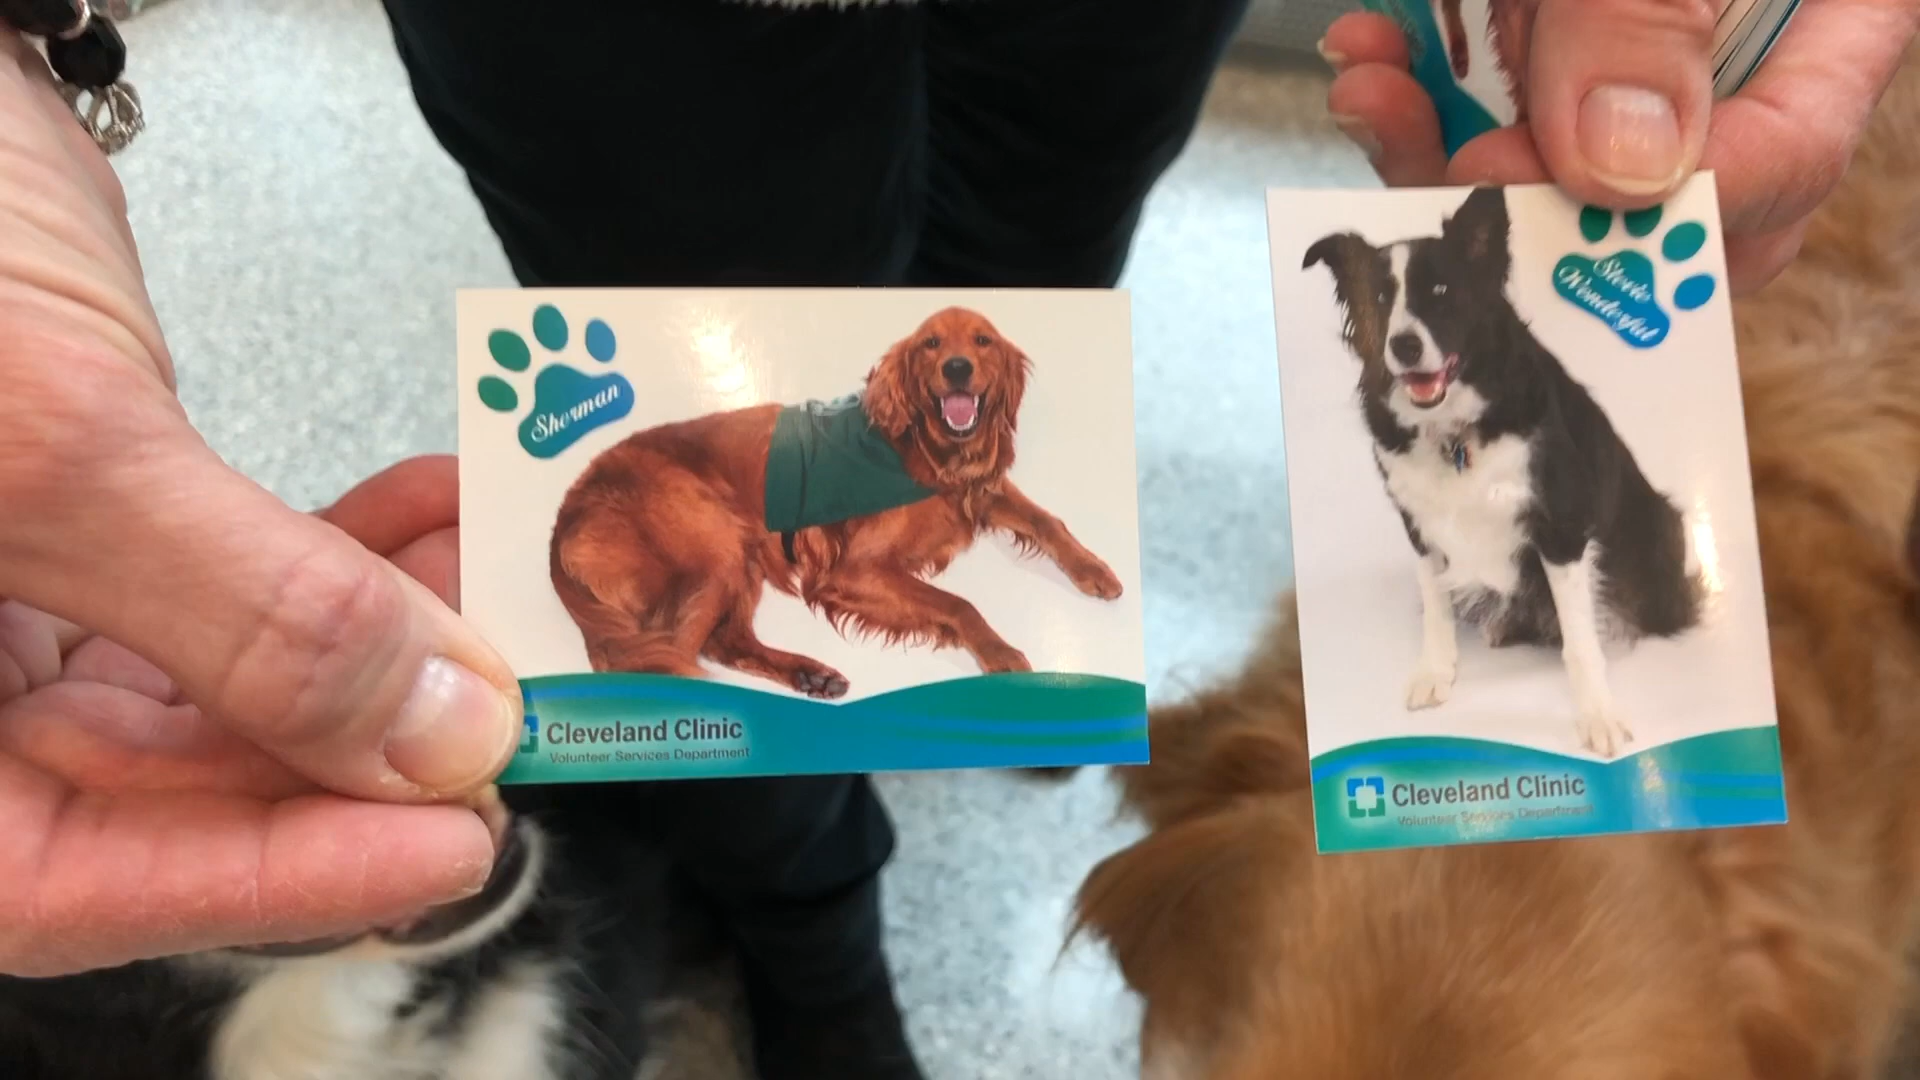 Sherman
Cleveland Clinic
Volunteer Services Department
Stevie
Wonderful
Cleveland Clinic
Volunteer Services Department